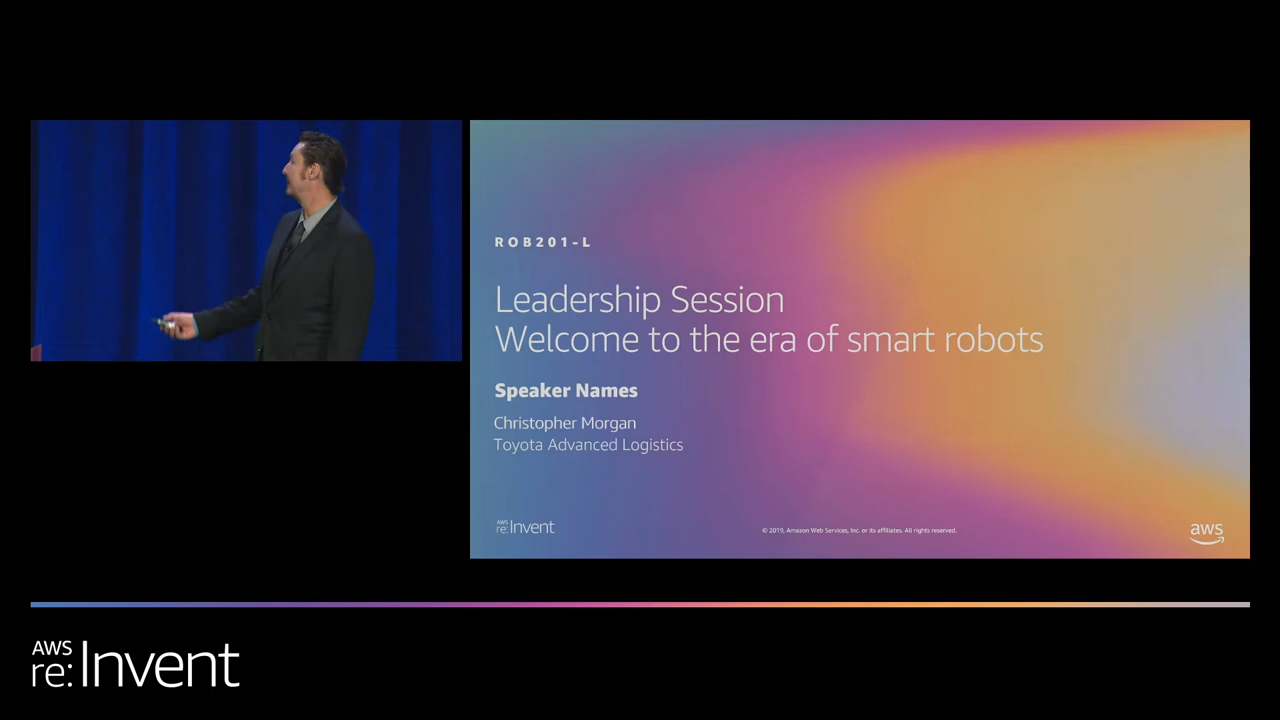 ROB201-L
Leadership Session
Welcome to the era of smart robots
Speaker Names
Christopher Morgan
Toyota Advanced Logistics
AWS
re:Invent
© 2019, Amazon Web Services, Inc. or its affiliates. All rights reserved.
aws
AWS
re:Invent